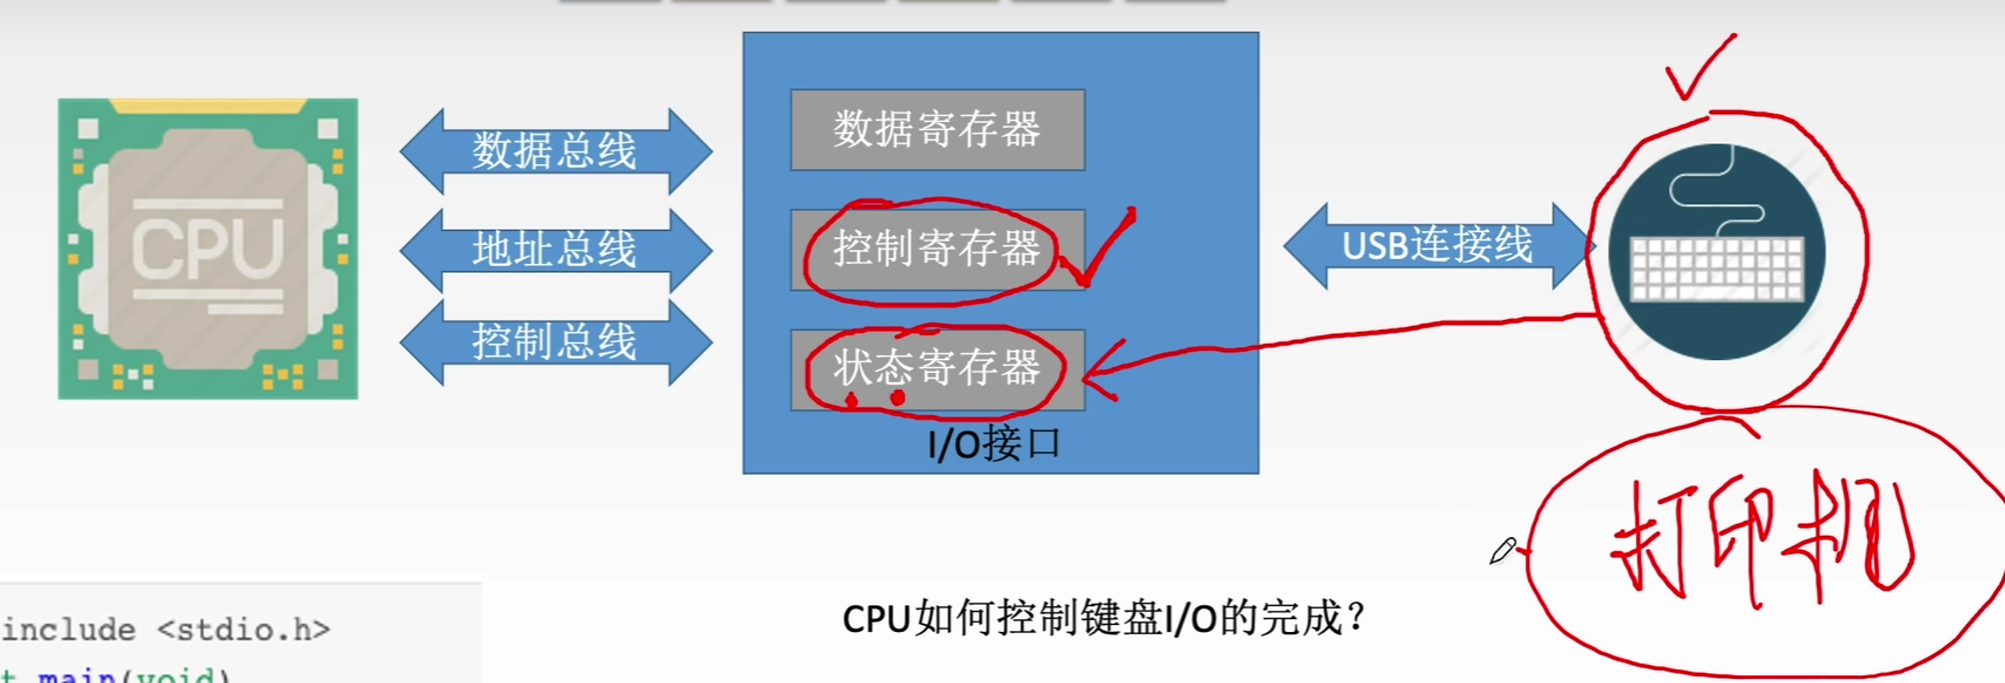 CPU
数据总线
地址总线
控制总线
数据寄存器
控制寄存器
状态寄存器
I/O接口
USB连接线
打印机
CPU如何控制键盘I/O的完成?
include <stdio.h>
t main(void)